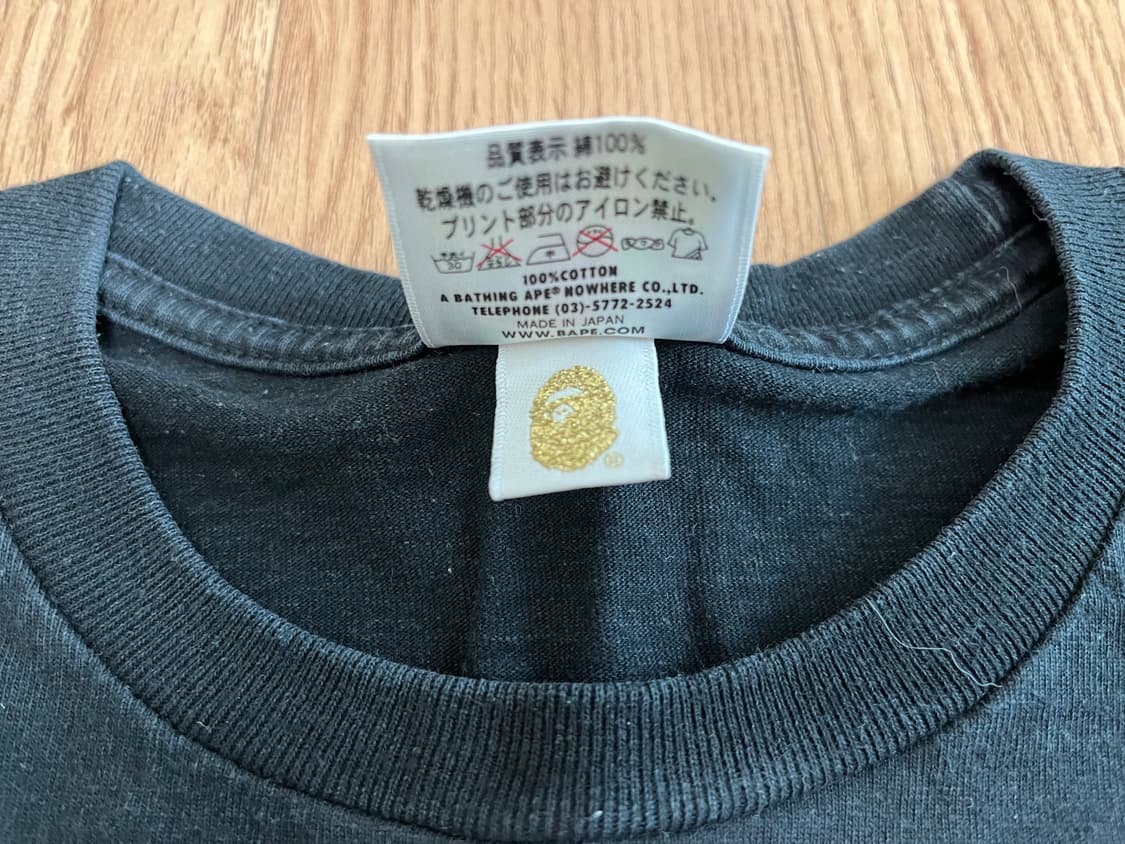 品質表示 綿100%
乾燥機のご使用はお避けください。
プリント部分のアイロン禁止。
30
100%COTTON
A BATHING APE® NOWHERE CO.,LTD.
TELEPHONE (03)-5772-2524
MADE IN JAPAN
WWW.BAPE.COM
®